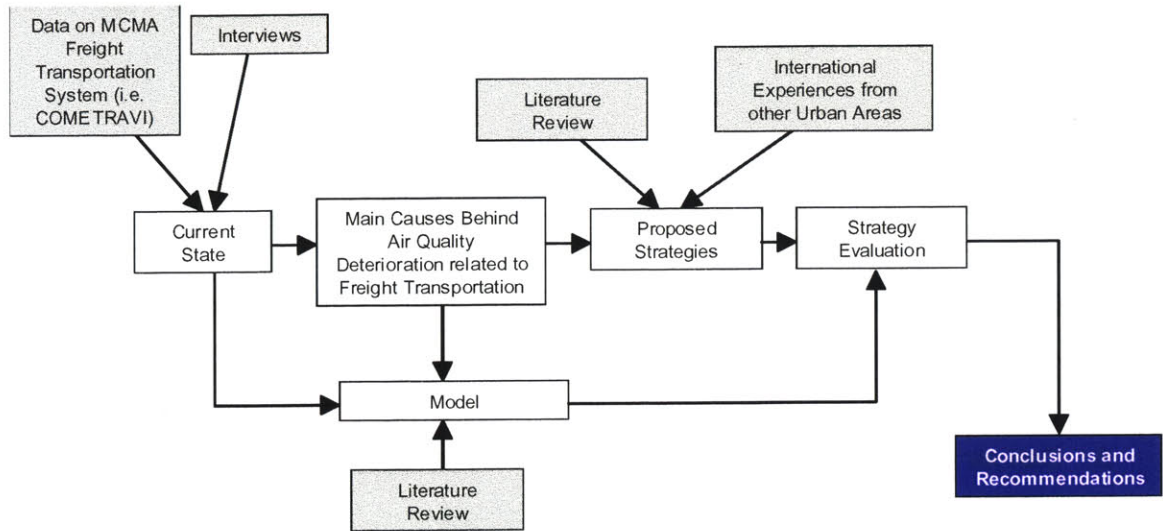 Data on MCMA
Freight
Transportation
System (i.e.
COMETRAVI)
Interviews
Literature
Review
International
Experiences from
other Urban Areas
Current
State
Main Causes Behind
Air Quality
Deterioration related to
Freight Transportation
Proposed
Strategies
Strategy
Evaluation
Model
Literature
Review
Conclusions and
Recommendations